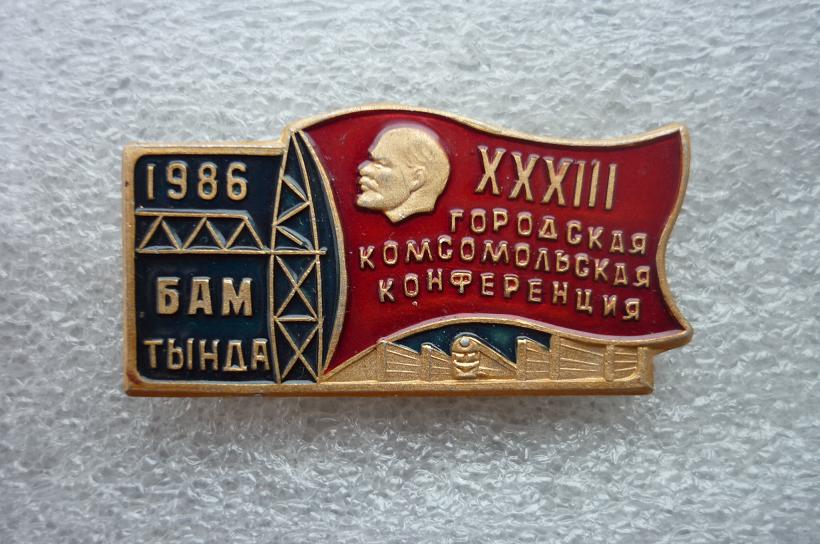 1986
БАМ
ТЫНДА
XXXIII
ГОРОДСКАЯ
КОМСОМОЛЬСКАЯ
КОНФЕРЕНЦИЯ